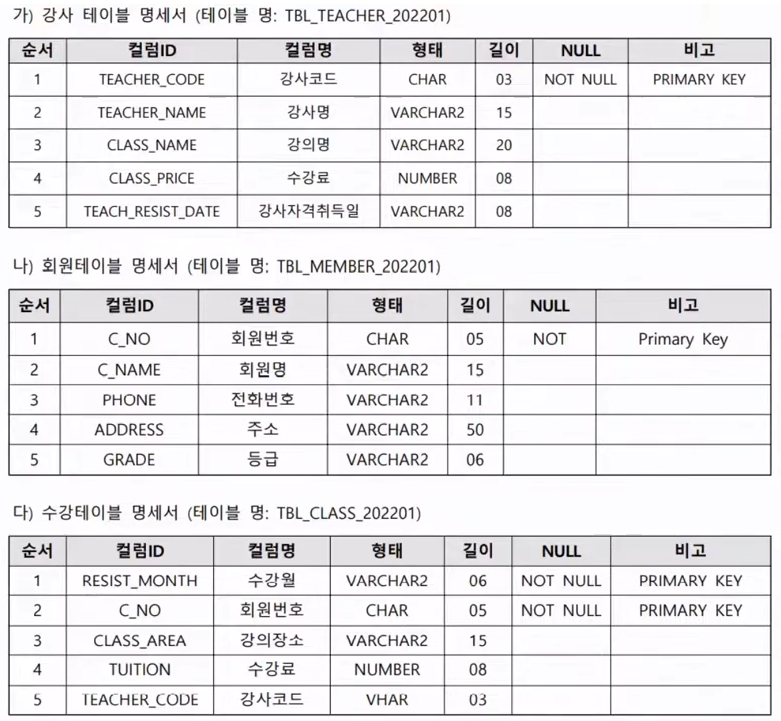 가) 강사 테이블 명세서 (테이블 명: TBL_TEACHER_202201)
순서 컬럼ID 컬럼명 형태 길이 NULL 비고
1 TEACHER_CODE 강사코드 CHAR 03 NOT NULL PRIMARY KEY
2 TEACHER_NAME 강사명 VARCHAR2 15
3 CLASS_NAME 강의명 VARCHAR2 20
4 CLASS_PRICE 수강료 NUMBER 08
5 TEACH_RESIST_DATE 강사자격취득일 VARCHAR2 08
나) 회원테이블 명세서 (테이블 명: TBL_MEMBER_202201)
순서 컬럼ID 컬럼명 형태 길이 NULL 비고
1 C_NO 회원번호 CHAR 05 NOT Primary Key
2 C_NAME 회원명 VARCHAR2 15
3 PHONE 전화번호 VARCHAR2 11
4 ADDRESS 주소 VARCHAR2 50
5 GRADE 등급 VARCHAR2 06
다) 수강테이블 명세서 (테이블 명: TBL_CLASS_202201)
순서 컬럼ID 컬럼명 형태 길이 NULL 비고
1 RESIST_MONTH 수강월 VARCHAR2 06 NOT NULL PRIMARY KEY
2 C_NO 회원번호 CHAR 05 NOT NULL PRIMARY KEY
3 CLASS_AREA 강의장소 VARCHAR2 15
4 TUITION 수강료 NUMBER 08
5 TEACHER_CODE 강사코드 VHAR 03